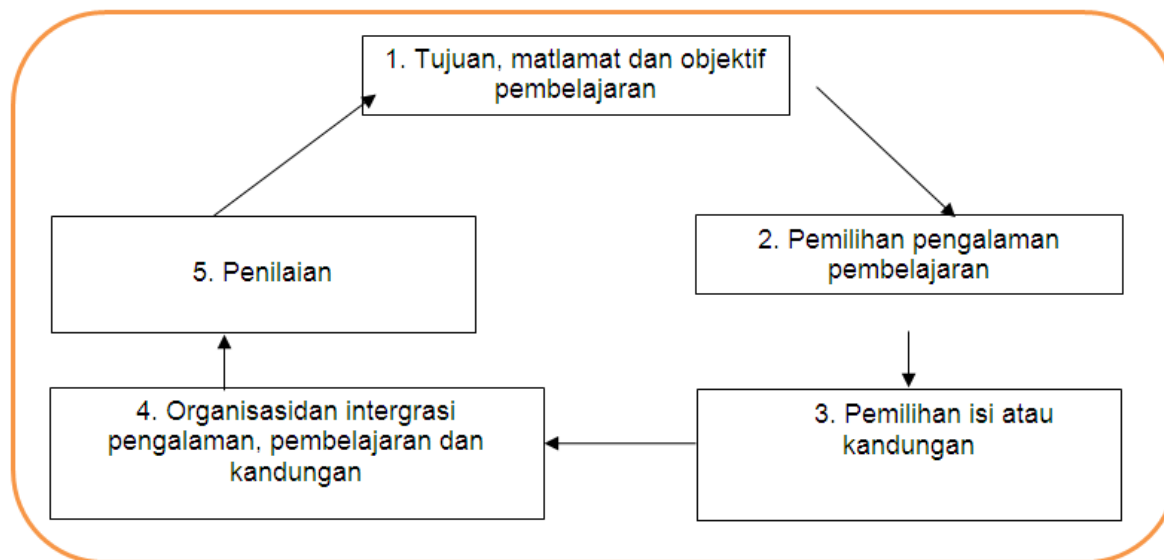 1. Tujuan, matlamat dan objektif
pembelajaran
2. Pemilihan pengalaman
pembelajaran
3. Pemilihan isi atau
kandungan
4. Organisasidan intergrasi
pengalaman, pembelajaran dan
kandungan
5. Penilaian